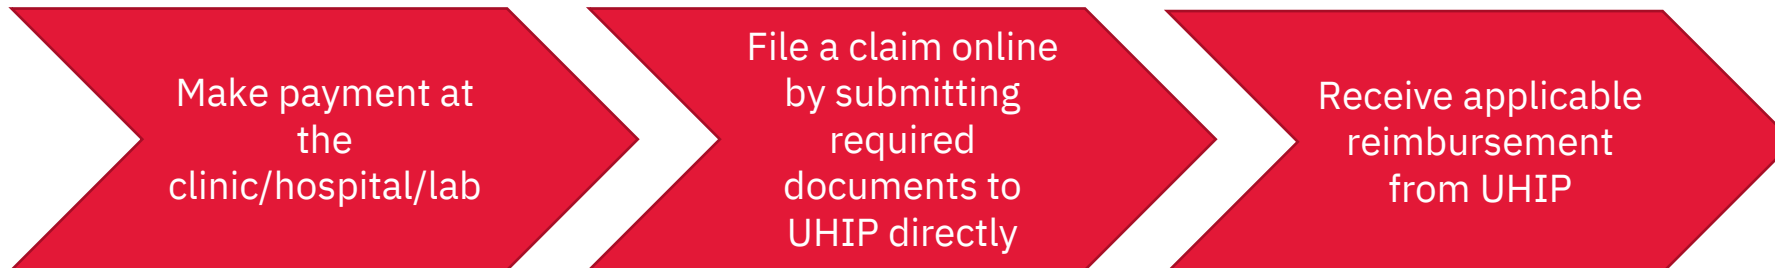 Make payment at
the
clinic/hospital/lab
File a claim online
by submitting
required
documents to
UHIP directly
Receive applicable
reimbursement
from UHIP